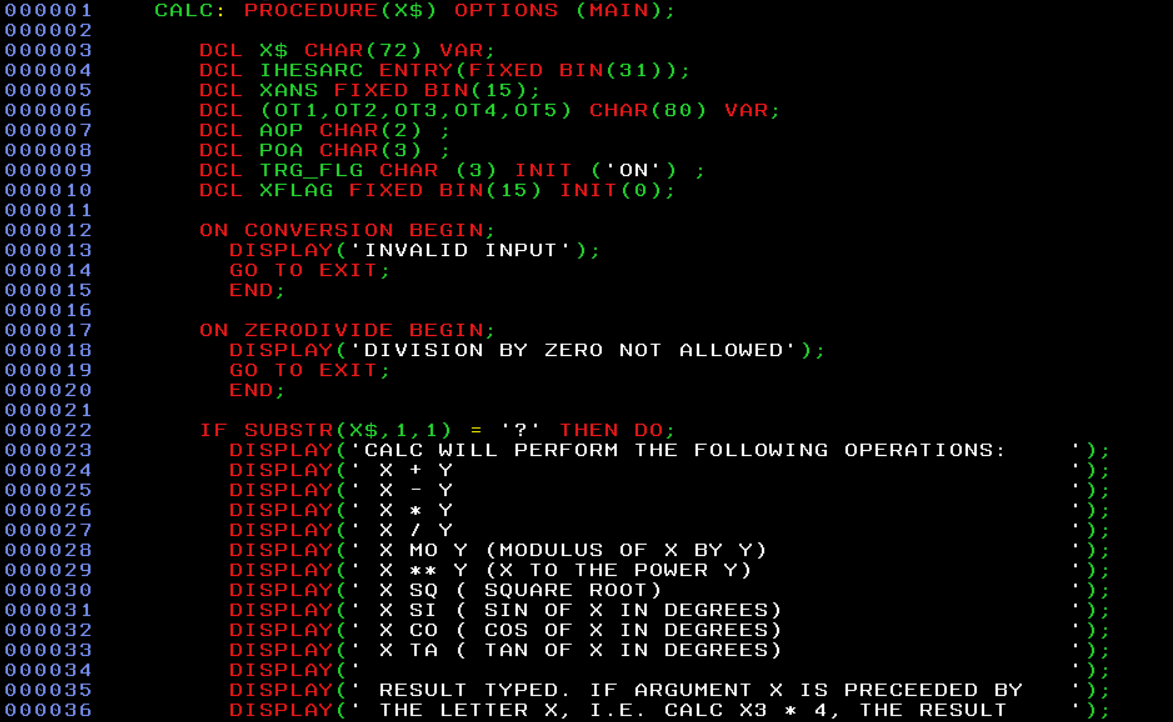 000001    CALC: PROCEDURE(X$) OPTIONS (MAIN);
000002
000003       DCL X$ CHAR(72) VAR;
000004       DCL IHESARC ENTRY(FIXED BIN(31));
000005       DCL XANS FIXED BIN(15);
000006       DCL (OT1,OT2,OT3,OT4,OT5) CHAR(80) VAR;
000007       DCL AOP CHAR(2) ;
000008       DCL POA CHAR(3) ;
000009       DCL TRG_FLG CHAR (3) INIT ('ON') ;
000010       DCL XFLAG FIXED BIN(15) INIT(0);
000011
000012       ON CONVERSION BEGIN;
000013         DISPLAY('INVALID INPUT');
000014         GO TO EXIT;
000015         END;
000016
000017       ON ZERODIVIDE BEGIN;
000018         DISPLAY('DIVISION BY ZERO NOT ALLOWED');
000019         GO TO EXIT;
000020         END;
000021
000022       IF SUBSTR(X$,1,1) = '?' THEN DO;
000023         DISPLAY('CALC WILL PERFORM THE FOLLOWING OPERATIONS:    ');
000024         DISPLAY(' X + Y                                         ');
000025         DISPLAY(' X - Y                                         ');
000026         DISPLAY(' X * Y                                         ');
000027         DISPLAY(' X / Y                                         ');
000028         DISPLAY(' X MO Y (MODULUS OF X BY Y)                    ');
000029         DISPLAY(' X ** Y (X TO THE POWER Y)                     ');
000030         DISPLAY(' X SQ ( SQUARE ROOT)                           ');
000031         DISPLAY(' X SI ( SIN OF X IN DEGREES)                   ');
000032         DISPLAY(' X CO ( COS OF X IN DEGREES)                   ');
000033         DISPLAY(' X TA ( TAN OF X IN DEGREES)                   ');
000034         DISPLAY('                                               ');
000035         DISPLAY(' RESULT TYPED. IF ARGUMENT X IS PRECEEDED BY   ');
000036         DISPLAY(' THE LETTER X, I.E. CALC X3 * 4, THE RESULT    ');